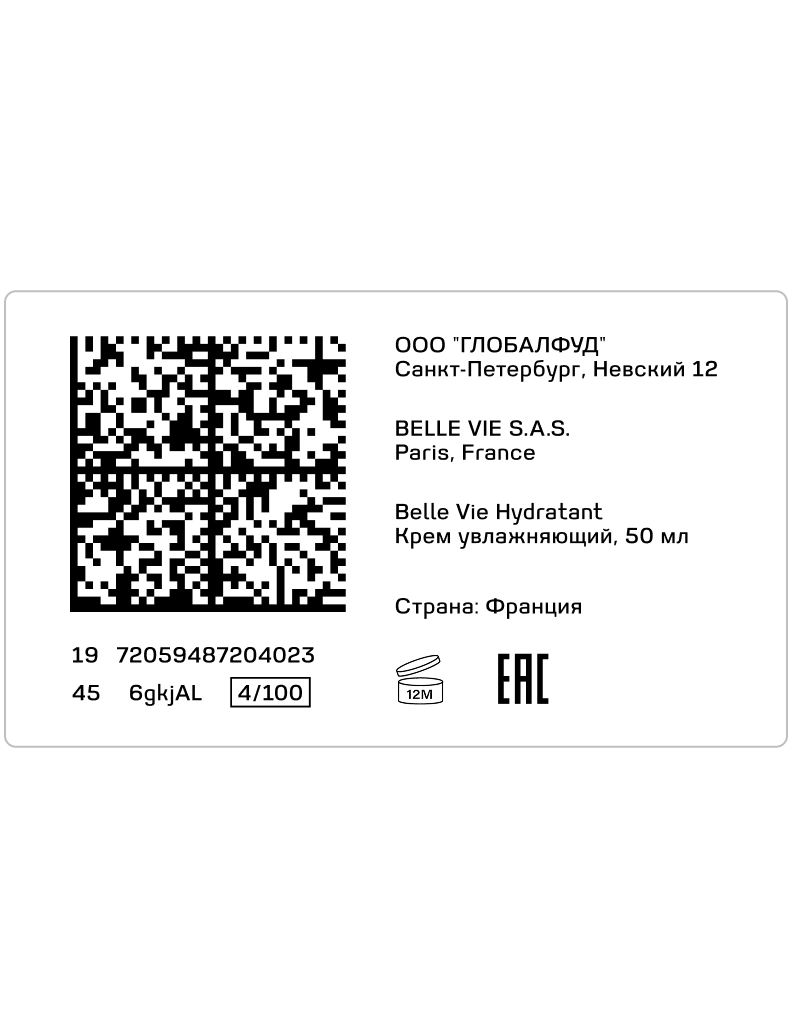 19 72059487204023
45 6gkjAL 4/100
ООО "ГЛОБАЛФУД"
Санкт-Петербург, Невский 12
BELLE VIE S.A.S.
Paris, France
Belle Vie Hydratant
Крем увлажняющий, 50 мл
Страна: Франция
12M
EAC